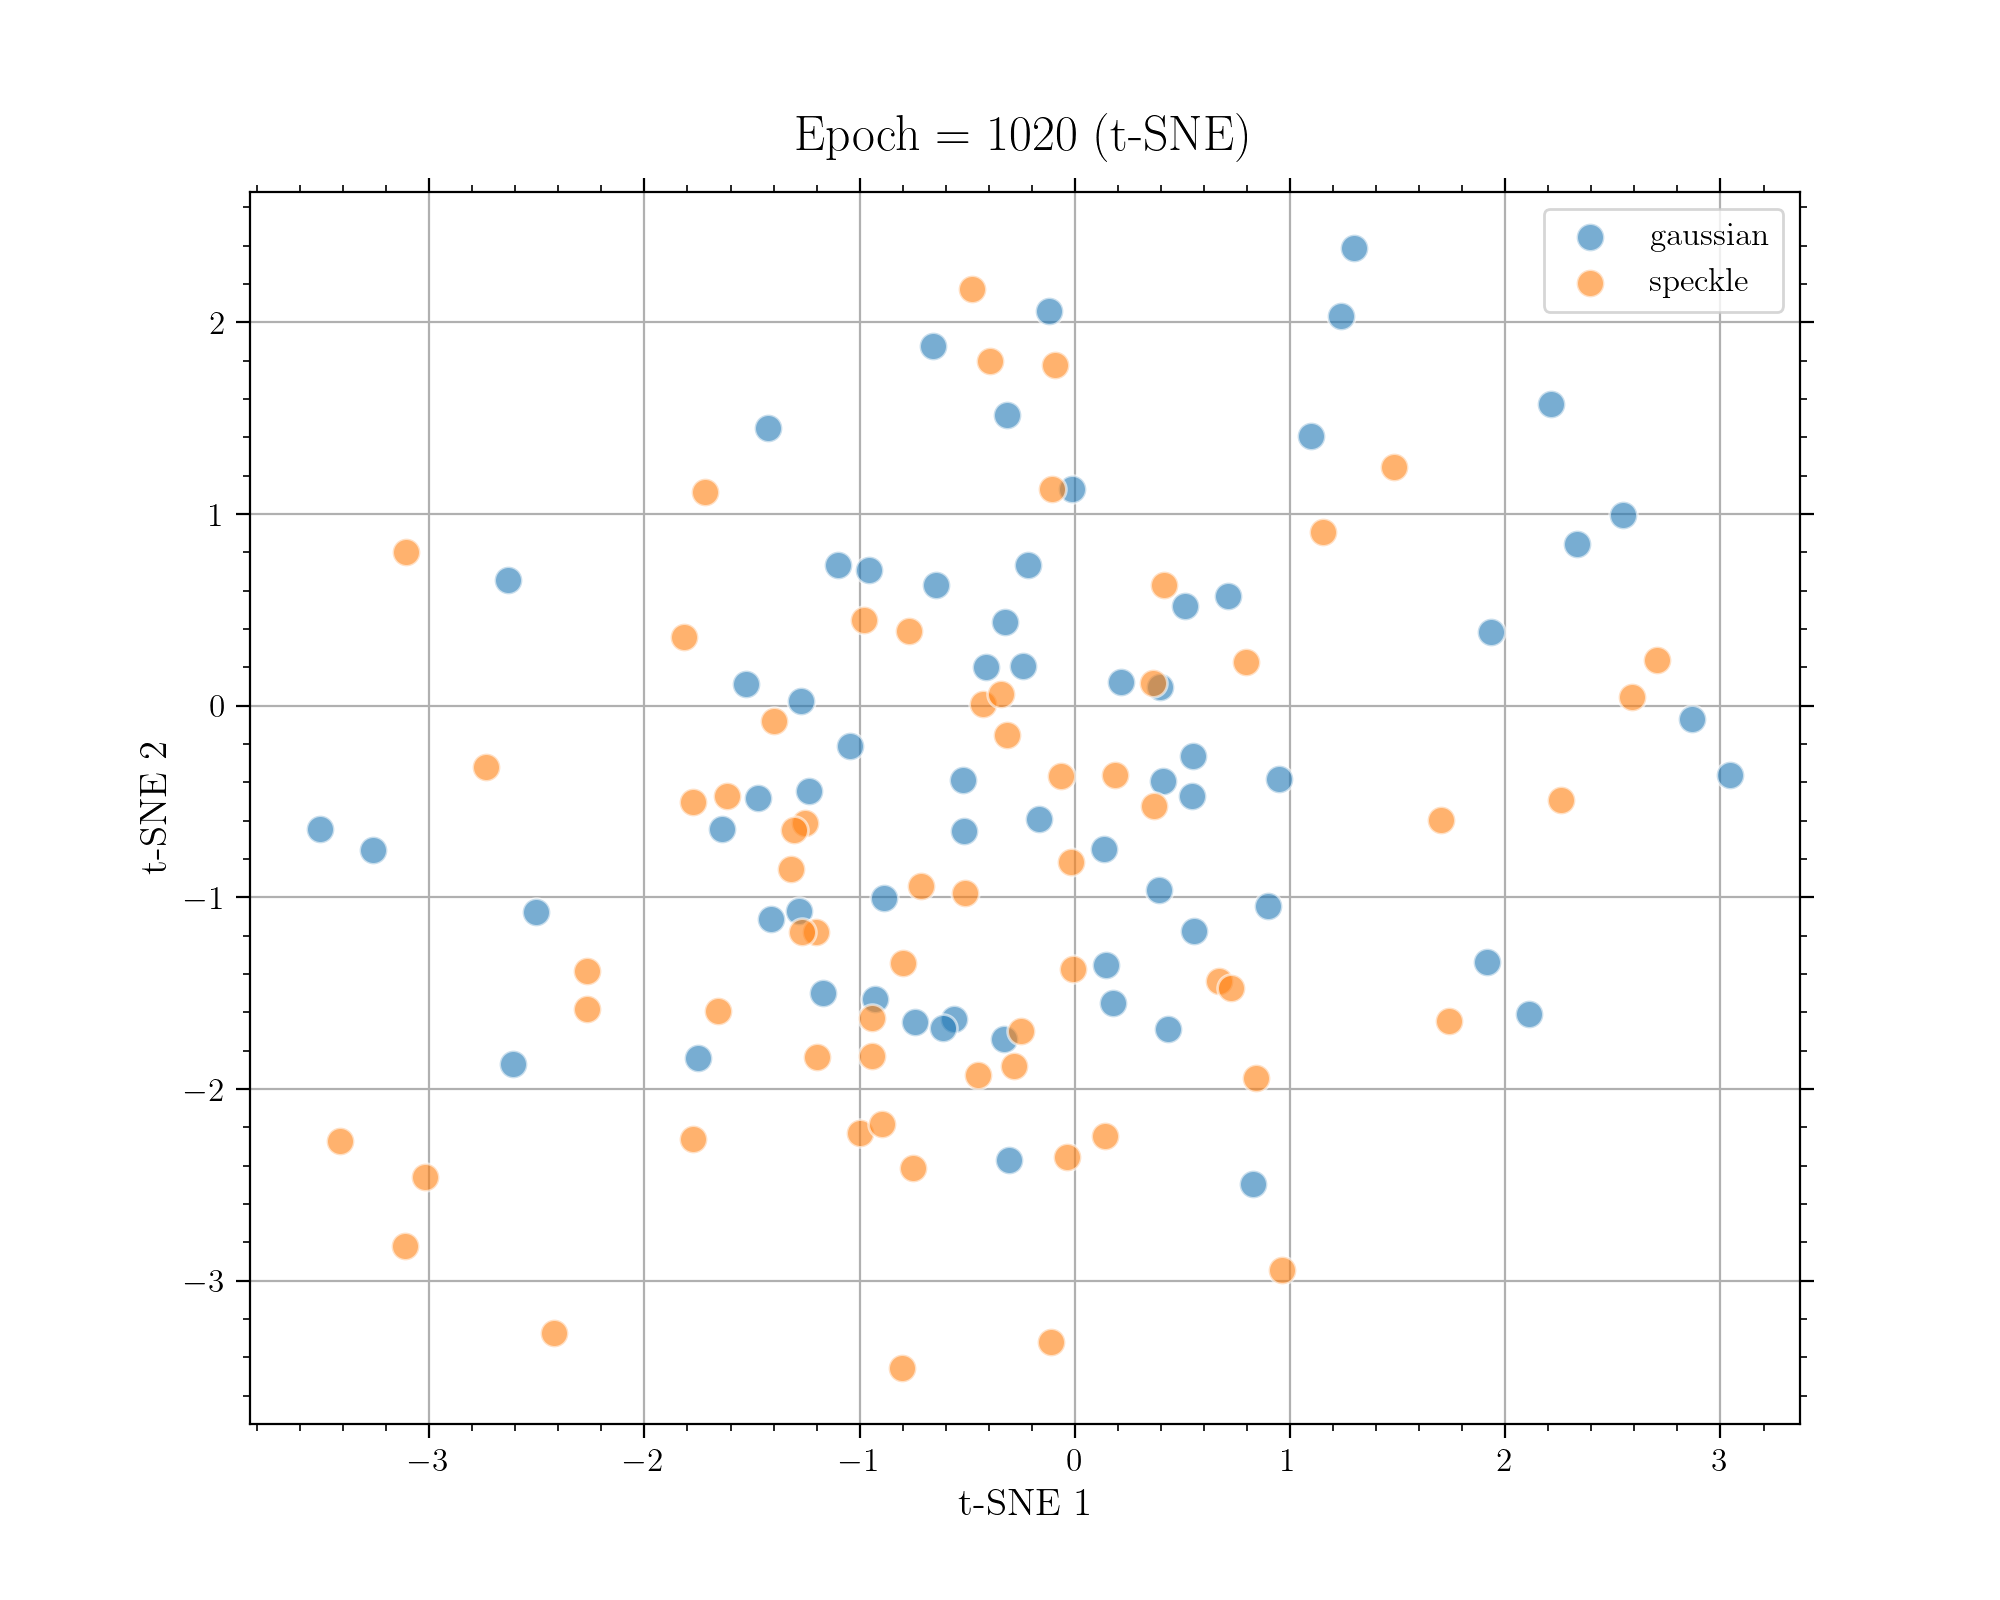 Epoch = 1020 (t-SNE)
gaussian
speckle
2
1
0
−1
−2
−3
t-SNE 2
−3 −2 −1 0 1 2 3
t-SNE 1